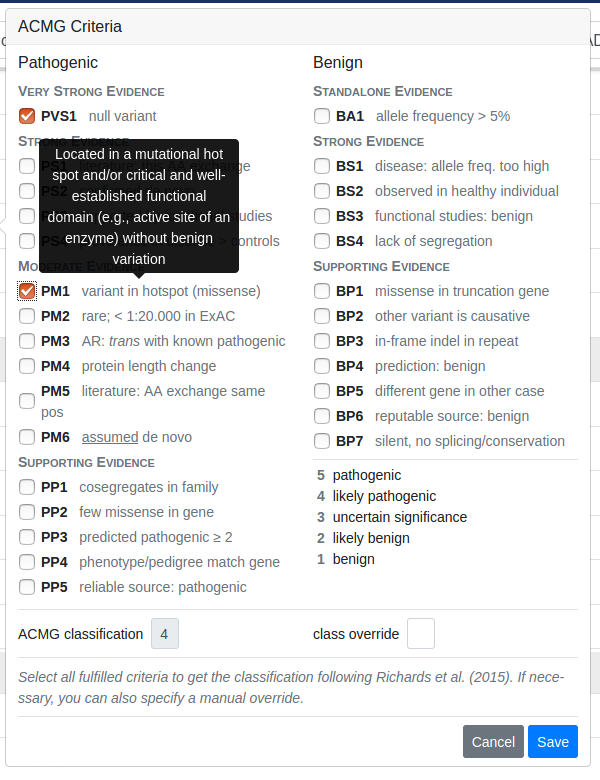 ACMG Criteria
Pathogenic
VERY STRONG EVIDENCE
PVS1 null variant
STRONG EVIDENCE
PS1 literature: this AA exchange
PS2
studies
PS4 > controls
Located in a mutational hot
spot and/or critical and well-
established functional
domain (e.g., active site of an
enzyme) without benign
variation
MODERATE EVIDENCE
PM1 variant in hotspot (missense)
PM2 rare; < 1:20.000 in ExAC
PM3 AR: trans with known pathogenic
PM4 protein length change
PM5 literature: AA exchange same
pos
PM6 assumed de novo
SUPPORTING EVIDENCE
PP1 cosegregates in family
PP2 few missense in gene
PP3 predicted pathogenic ≥ 2
PP4 phenotype/pedigree match gene
PP5 reliable source: pathogenic
Benign
STANDALONE EVIDENCE
BA1 allele frequency > 5%
STRONG EVIDENCE
BS1 disease: allele freq. too high
BS2 observed in healthy individual
BS3 functional studies: benign
BS4 lack of segregation
SUPPORTING EVIDENCE
BP1 missense in truncation gene
BP2 other variant is causative
BP3 in-frame indel in repeat
BP4 prediction: benign
BP5 different gene in other case
BP6 reputable source: benign
BP7 silent, no splicing/conservation
5 pathogenic
4 likely pathogenic
3 uncertain significance
2 likely benign
1 benign
ACMG classification 4
class override
Select all fulfilled criteria to get the classification following Richards et al. (2015). If nece-
ssary, you can also specify a manual override.
Cancel Save